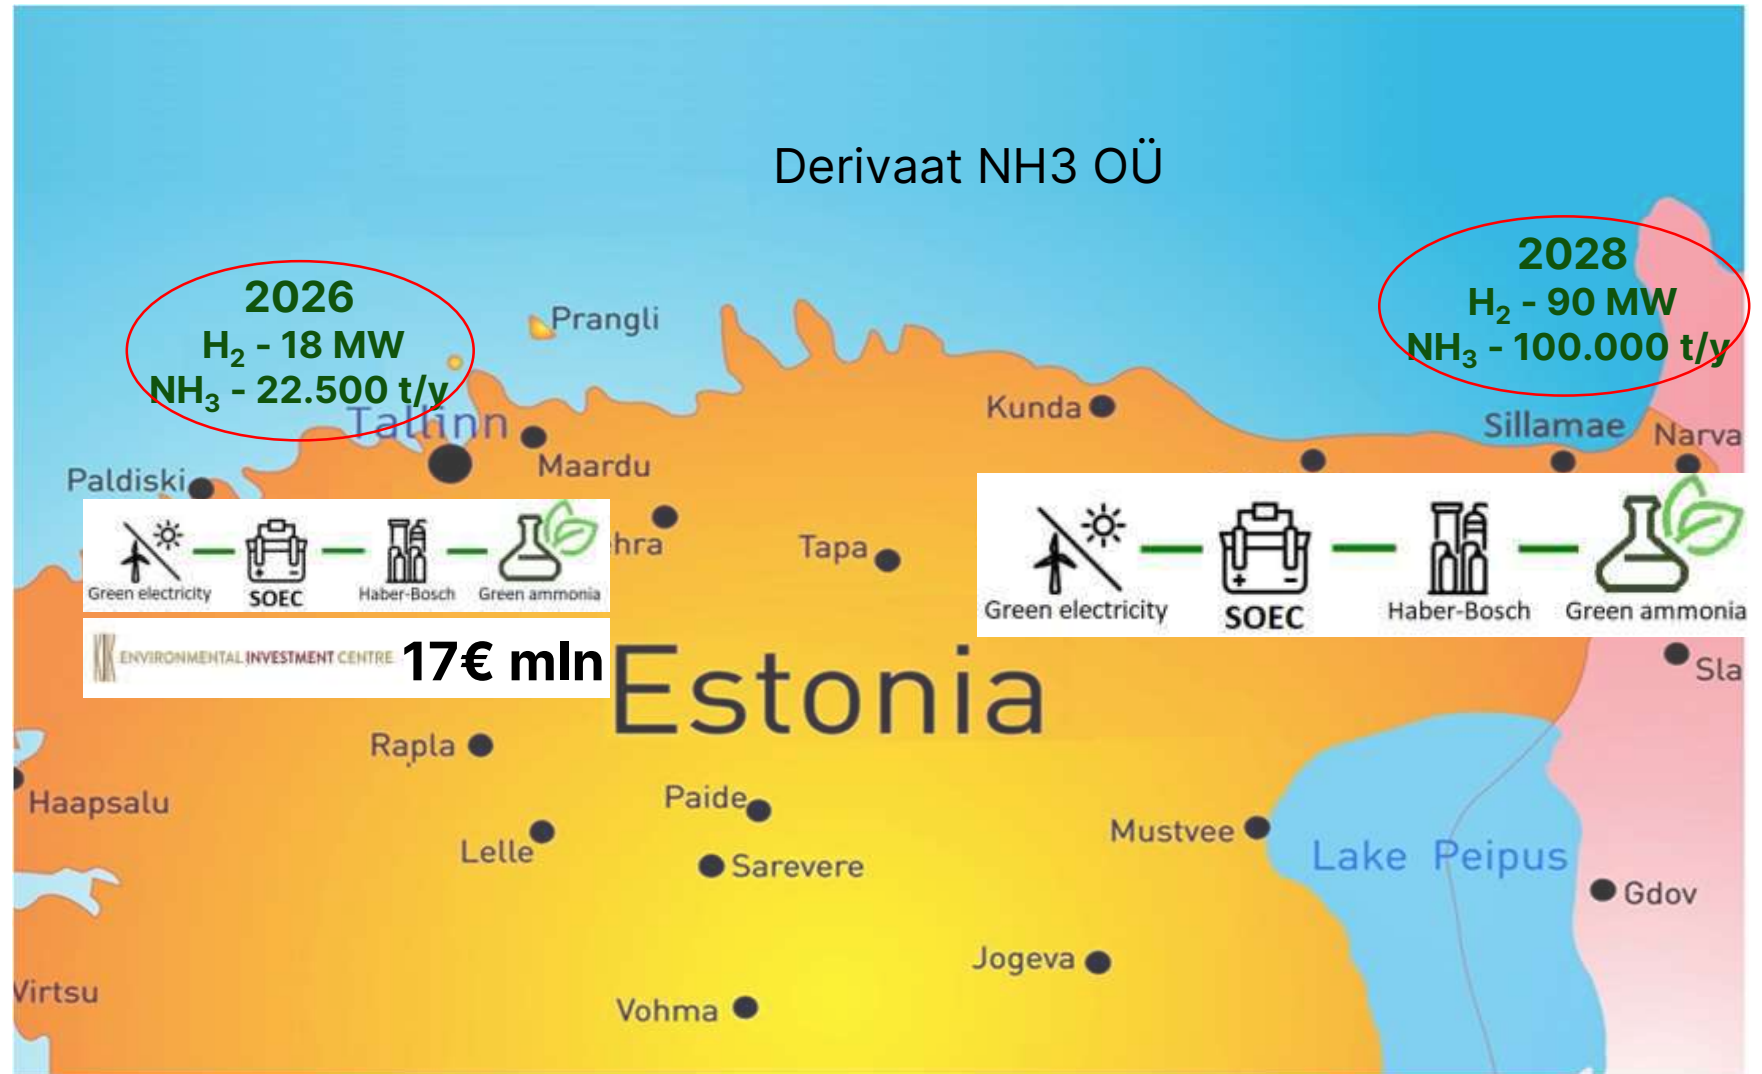 Derivaat NH3 OÜ
2026
H₂ - 18 MW
NH₃ - 22.500 t/y
2028
H₂ - 90 MW
NH₃ - 100.000 t/y
Prangli
Tallinn
Maardu
Paldiski
Kunda
Sillamae
Narva
hra
Tapa
Green electricity
SOEC
Haber-Bosch
Green ammonia
Green electricity
SOEC
Haber-Bosch
Green ammonia
ENVIRONMENTAL INVESTMENT CENTRE
17€ mln
Estonia
Sla
Rapla
Haapsalu
Paide
Lelle
Sarevere
Mustvee
Lake Peipus
Gdov
Jogeva
Virtsu
Vohma